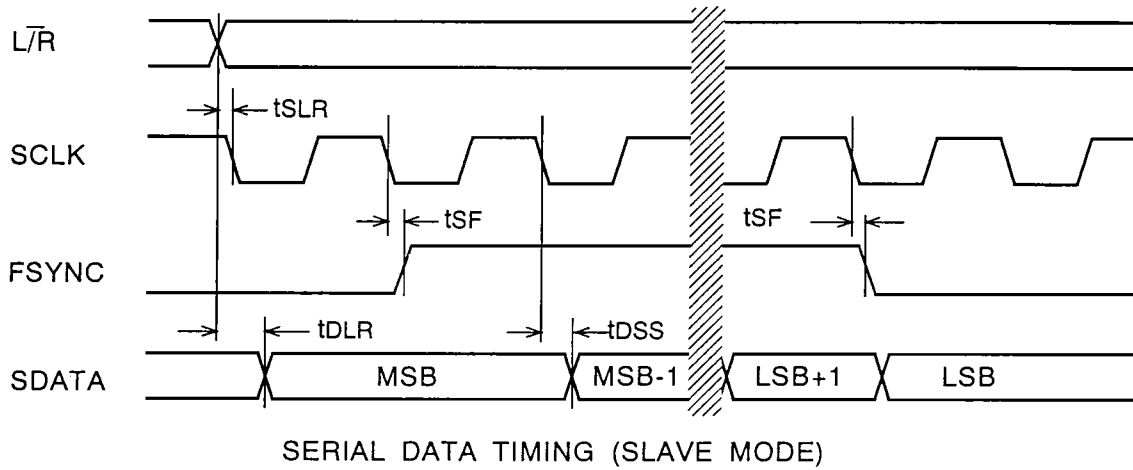 L/R̅
tSLR
SCLK
tSF
tSF
FSYNC
tDLR
tDSS
SDATA
MSB
MSB-1
LSB+1
LSB
SERIAL DATA TIMING (SLAVE MODE)